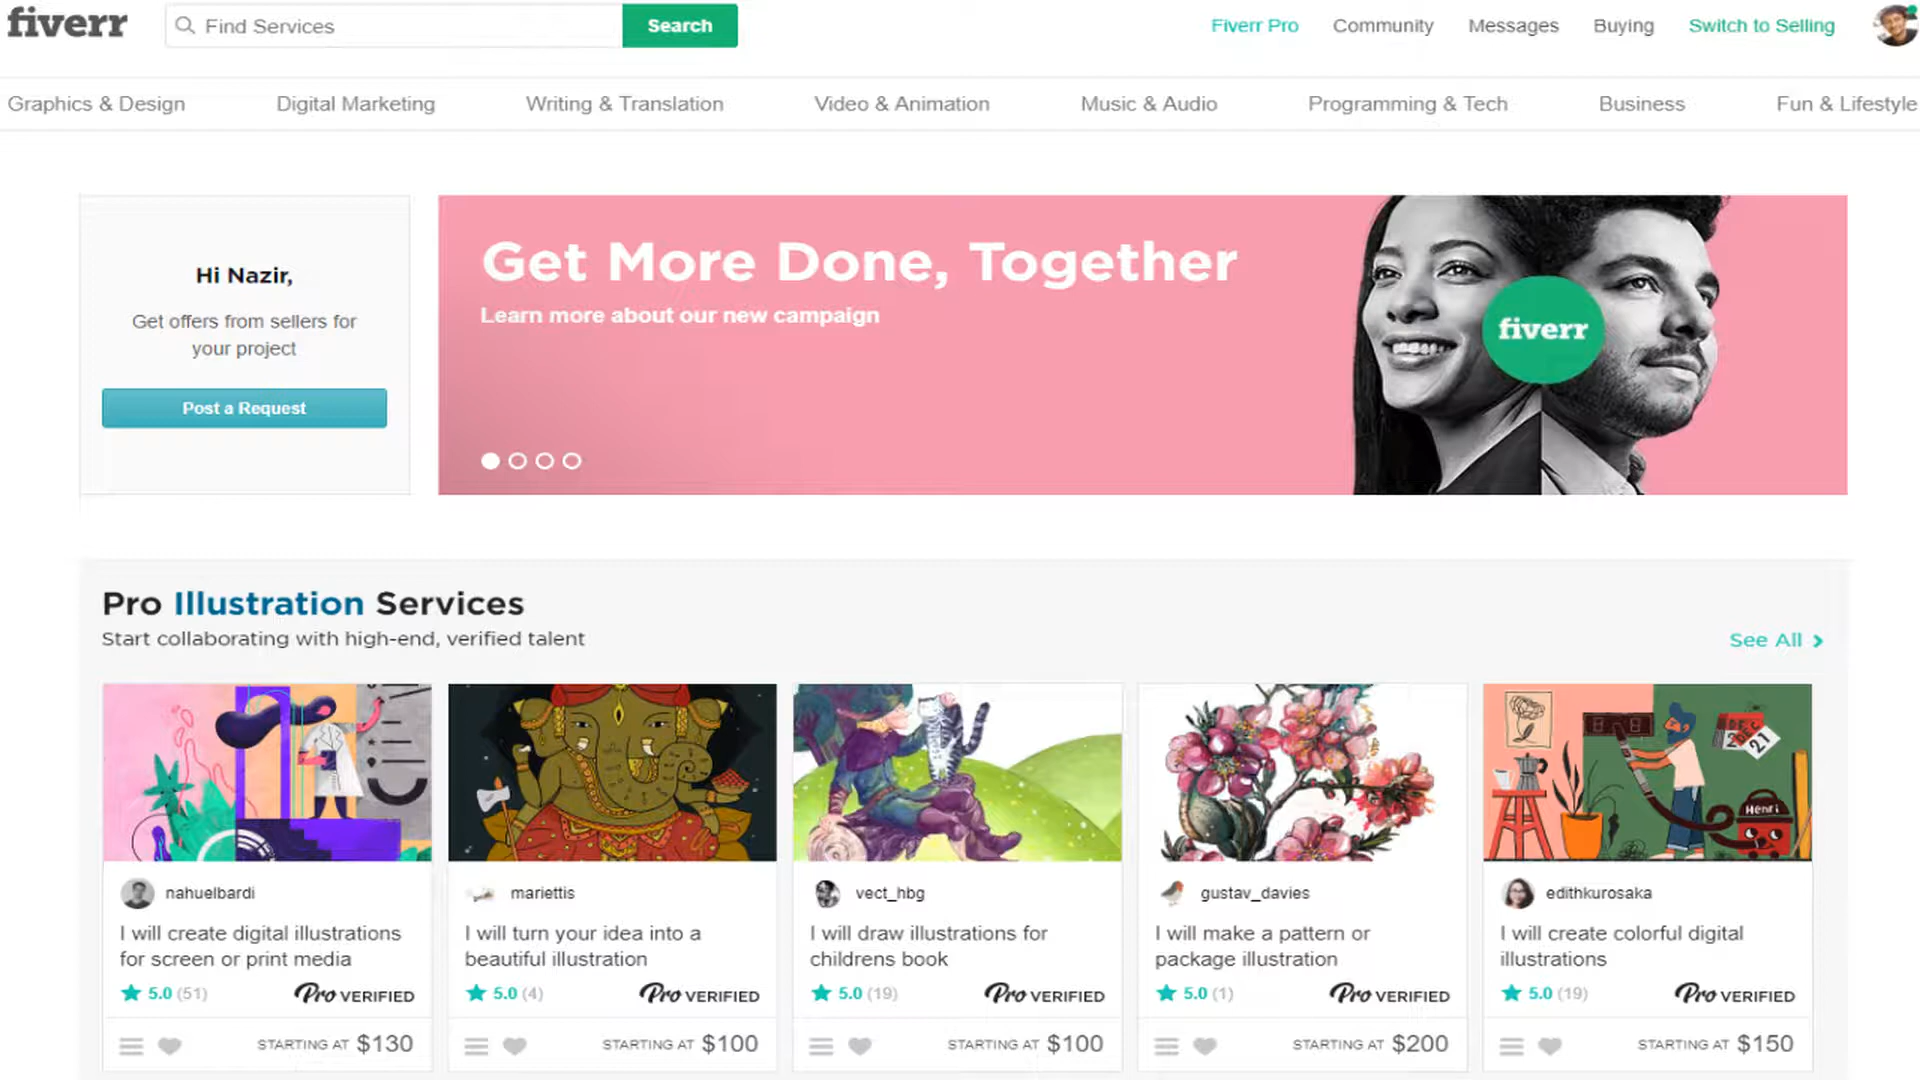 fiverr
Find Services
Search
Fiverr Pro
Community
Messages
Buying
Switch to Selling
Graphics & Design
Digital Marketing
Writing & Translation
Video & Animation
Music & Audio
Programming & Tech
Business
Fun & Lifestyle
Hi Nazir,
Get offers from sellers for
your project
Post a Request
Get More Done, Together
Learn more about our new campaign
fiverr
Pro Illustration Services
Start collaborating with high-end, verified talent
See All
Henri
21
nahuelbardi
I will create digital illustrations
for screen or print media
5.0 (51)
Pro VERIFIED
STARTING AT $130
mariettis
I will turn your idea into a
beautiful illustration
5.0 (4)
Pro VERIFIED
STARTING AT $100
vect_hbg
I will draw illustrations for
childrens book
5.0 (19)
Pro VERIFIED
STARTING AT $100
gustav_davies
I will make a pattern or
package illustration
5.0 (1)
Pro VERIFIED
STARTING AT $200
edithkurosaka
I will create colorful digital
illustrations
5.0 (19)
Pro VERIFIED
STARTING AT $150